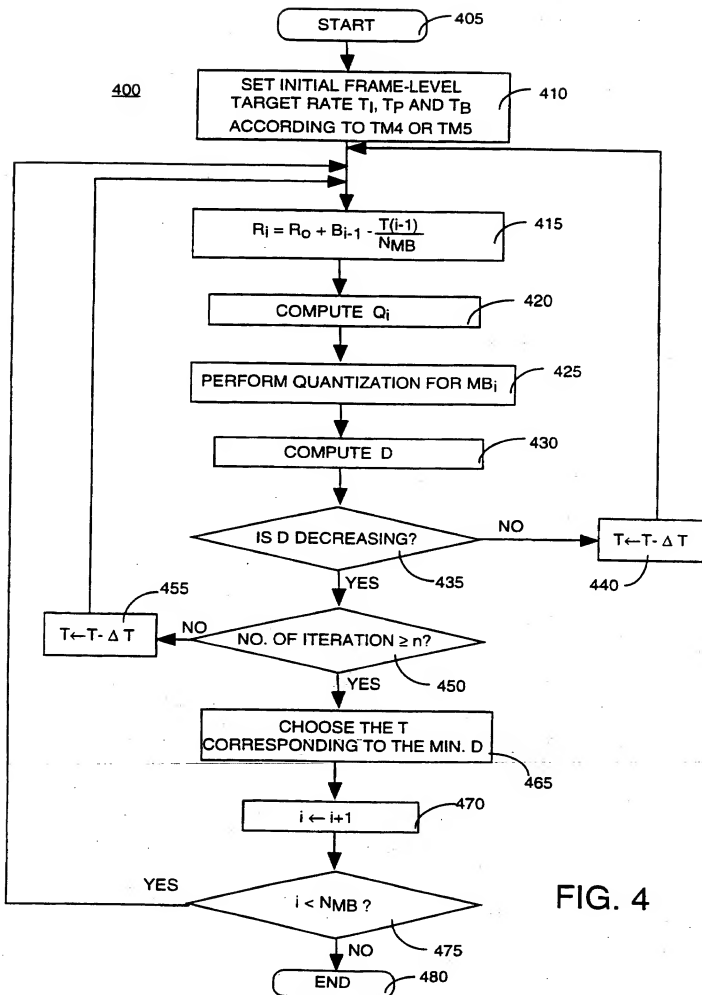 START
405
400
SET INITIAL FRAME-LEVEL
TARGET RATE TI, TP AND TB
ACCORDING TO TM4 OR TM5
410
Ri = Ro + Bi-1 - T(i-1)/NMB
415
COMPUTE Qi
420
PERFORM QUANTIZATION FOR MBi
425
COMPUTE D
430
IS D DECREASING?
435
NO
T←T- Δ T
440
YES
455
T←T- Δ T
NO
NO. OF ITERATION ≥ n?
450
YES
CHOOSE THE T
CORRESPONDING TO THE MIN. D
465
i ← i+1
470
YES
i < NMB ?
475
NO
END
480
FIG. 4